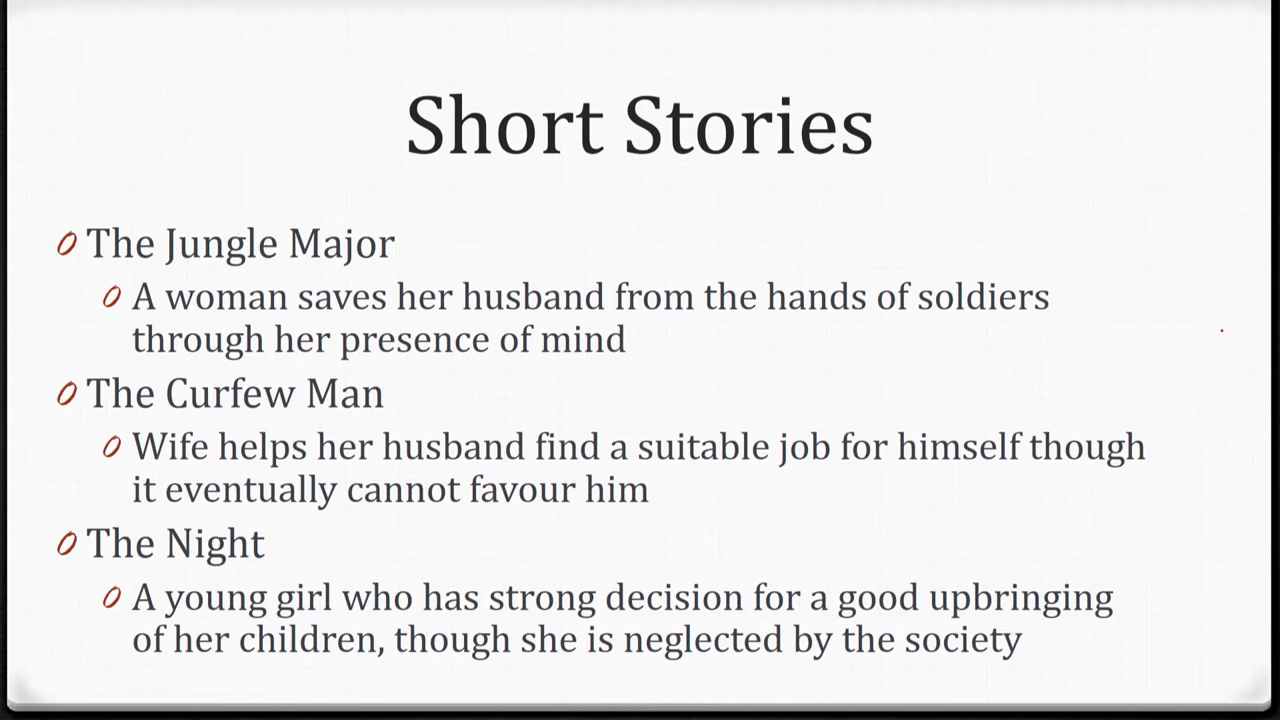 Short Stories
The Jungle Major
A woman saves her husband from the hands of soldiers
through her presence of mind
The Curfew Man
Wife helps her husband find a suitable job for himself though
it eventually cannot favour him
The Night
A young girl who has strong decision for a good upbringing
of her children, though she is neglected by the society